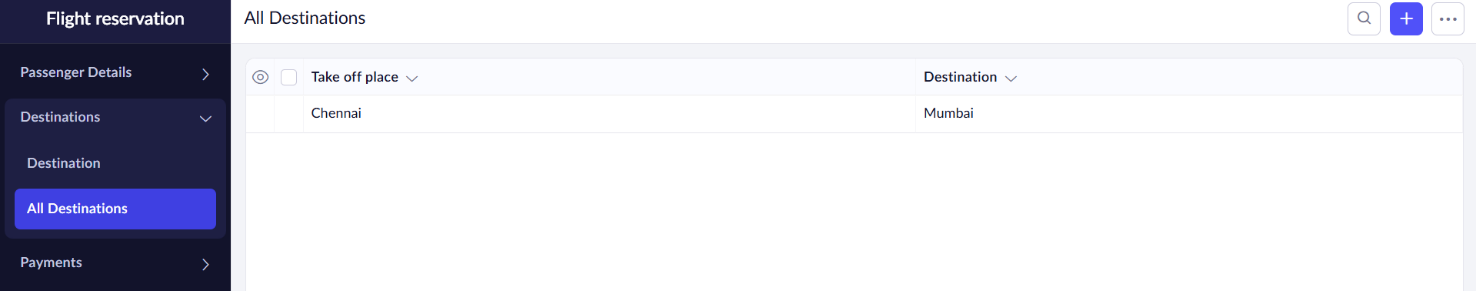 Flight reservation
All Destinations
Passenger Details
Destinations
Destination
All Destinations
Payments
Take off place Destination
Chennai Mumbai